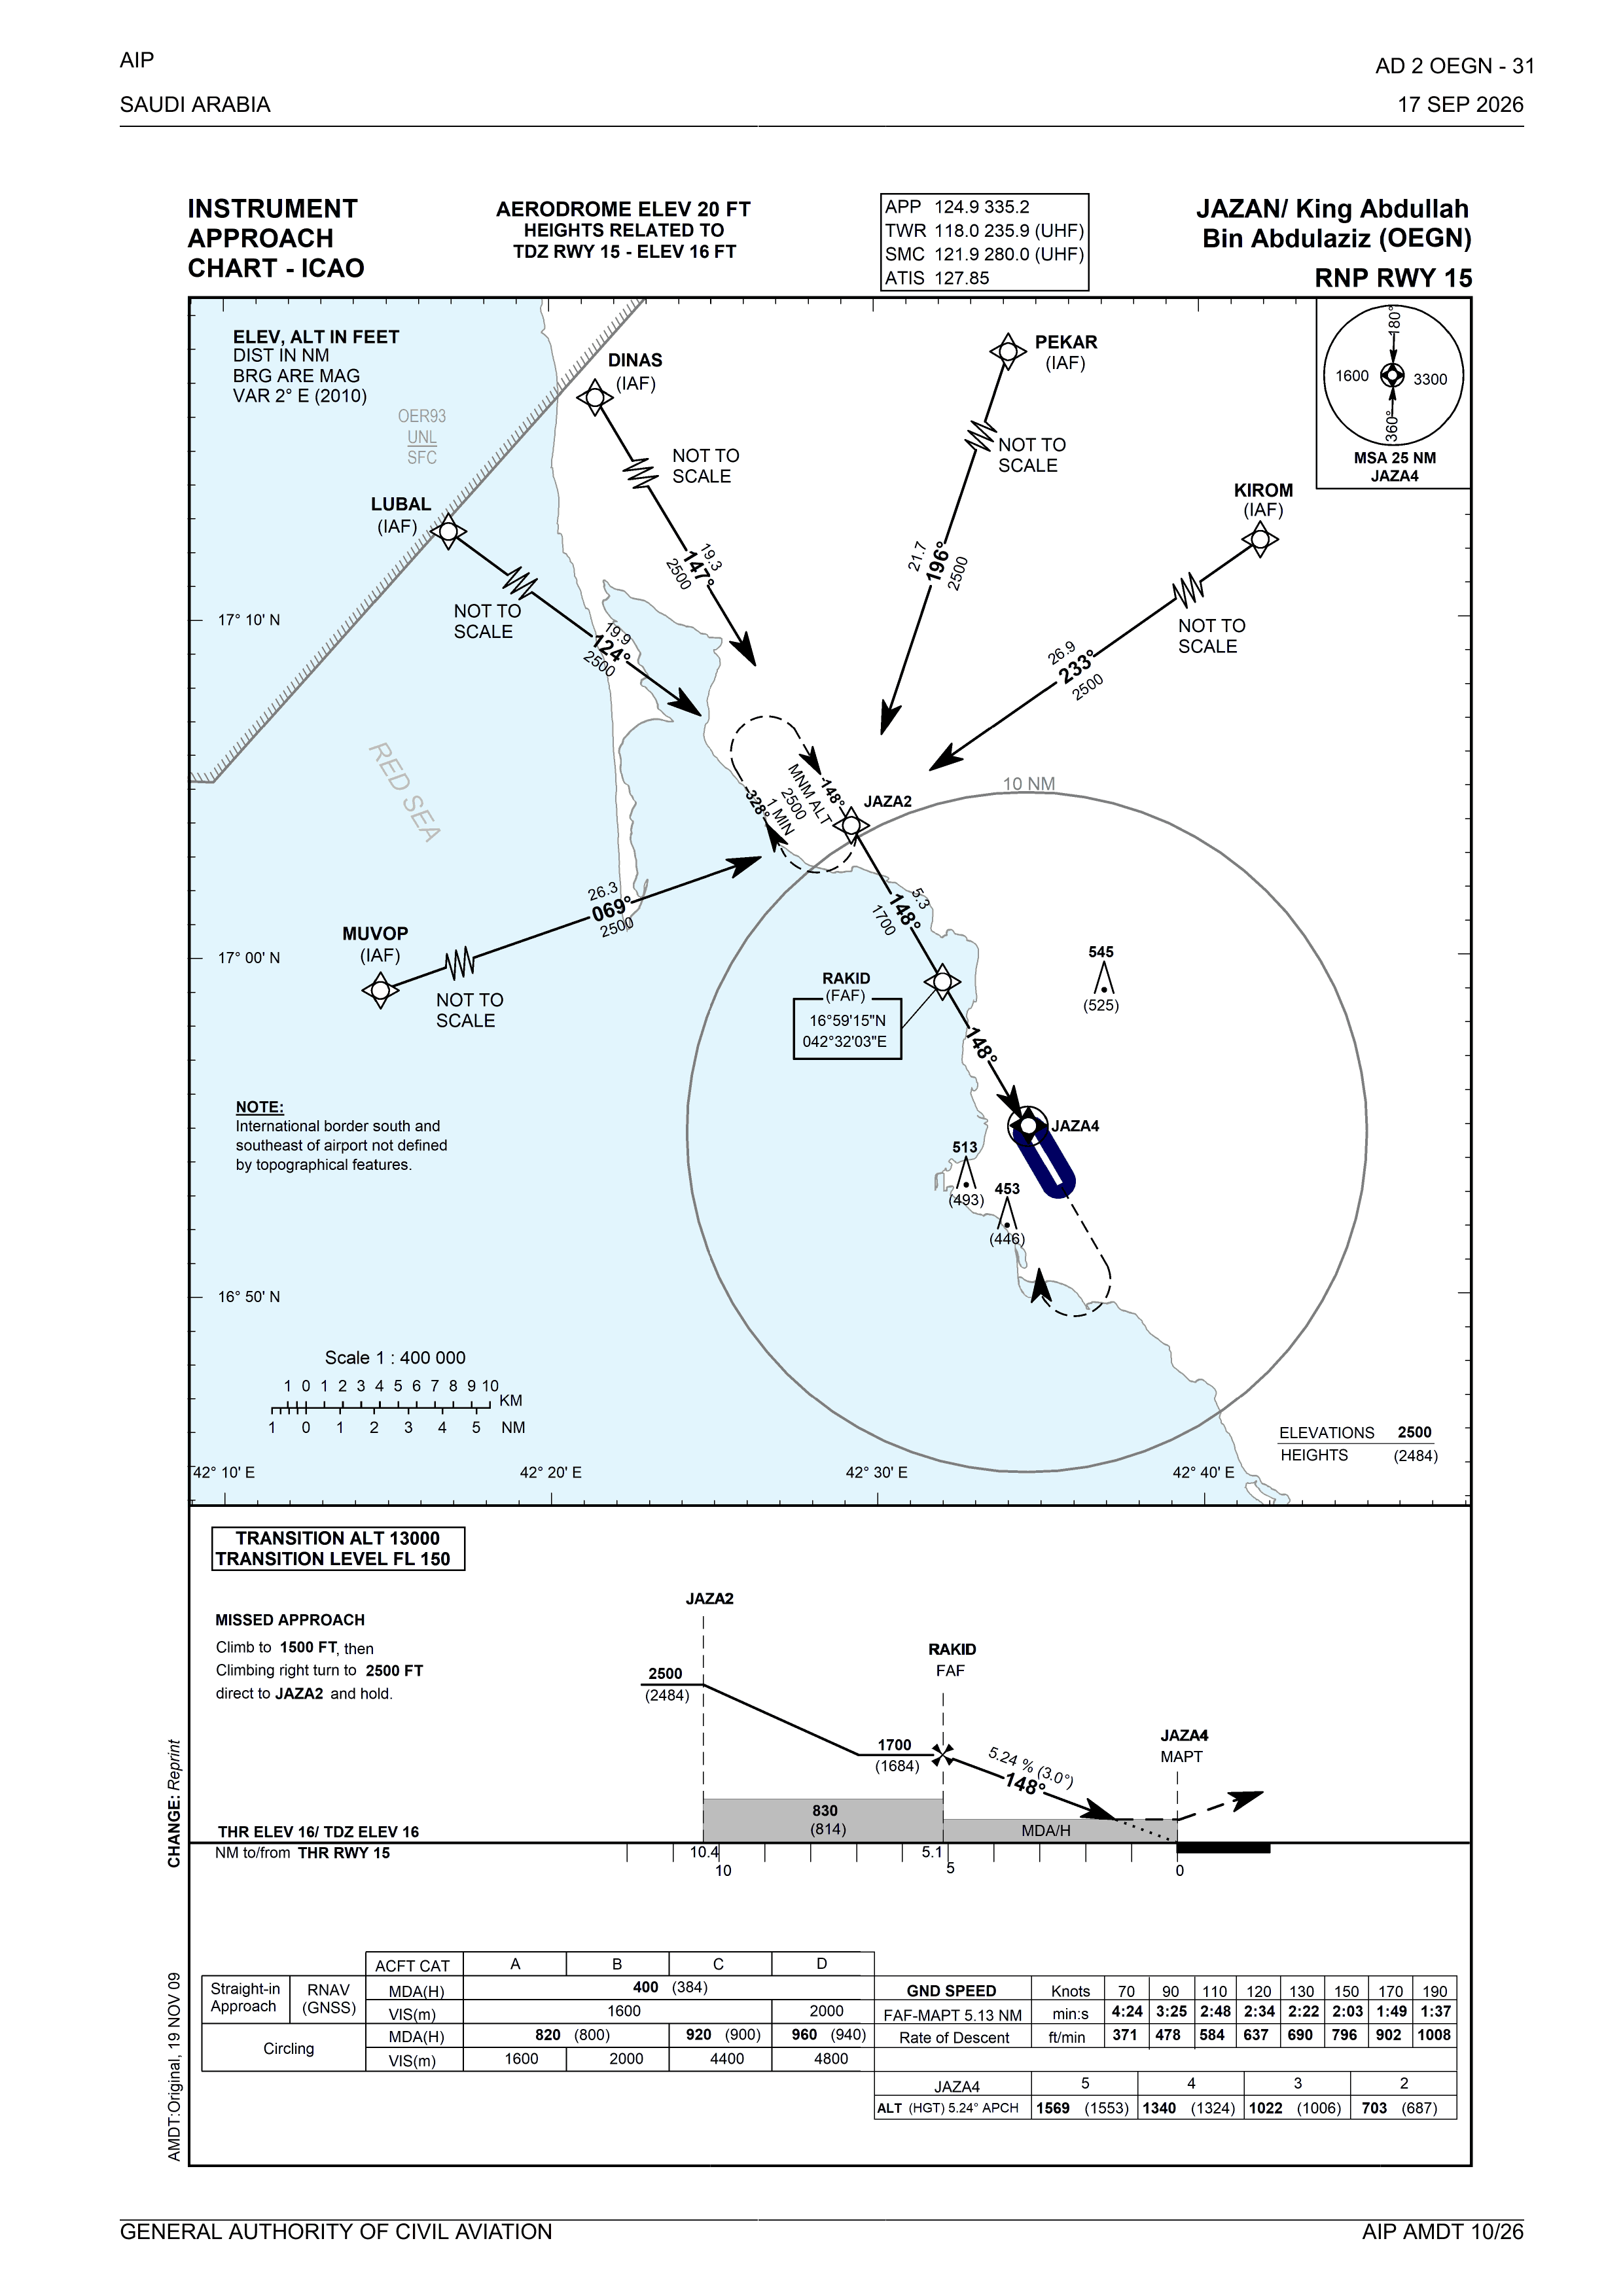 AIP
AD 2 OEGN - 31
SAUDI ARABIA
17 SEP 2026
INSTRUMENT
APPROACH
CHART - ICAO
AERODROME ELEV 20 FT
HEIGHTS RELATED TO
TDZ RWY 15 - ELEV 16 FT
APP 124.9 335.2
TWR 118.0 235.9 (UHF)
SMC 121.9 280.0 (UHF)
ATIS 127.85
JAZAN/ King Abdullah
Bin Abdulaziz (OEGN)
RNP RWY 15
ELEV, ALT IN FEET
DIST IN NM
BRG ARE MAG
VAR 2° E (2010)
OER93
UNL
SFC
DINAS
(IAF)
NOT TO
SCALE
19.3
147°
2500
PEKAR
(IAF)
NOT TO
SCALE
21.7
196°
2500
180°
1600
3300
360°
MSA 25 NM
JAZA4
KIROM
(IAF)
NOT TO
SCALE
26.9
233°
2500
LUBAL
(IAF)
NOT TO
SCALE
19.9
124°
2500
17° 10' N
RED SEA
148°
MNM ALT
2500
1 MIN
328°
JAZA2
10 NM
26.3
069°
2500
MUVOP
(IAF)
NOT TO
SCALE
17° 00' N
5.3
148°
1700
RAKID
(FAF)
16°59'15"N
042°32'03"E
545
(525)
148°
JAZA4
NOTE:
International border south and
southeast of airport not defined
by topographical features.
513
(493)
453
(446)
16° 50' N
Scale 1 : 400 000
1 0 1 2 3 4 5 6 7 8 9 10
KM
1 0 1 2 3 4 5 NM
ELEVATIONS 2500
HEIGHTS (2484)
42° 10' E
42° 20' E
42° 30' E
42° 40' E
TRANSITION ALT 13000
TRANSITION LEVEL FL 150
MISSED APPROACH
Climb to 1500 FT, then
Climbing right turn to 2500 FT
direct to JAZA2 and hold.
JAZA2
2500
(2484)
RAKID
FAF
1700
(1684)
5.24 % (3.0°)
148°
JAZA4
MAPT
830
(814)
MDA/H
THR ELEV 16/ TDZ ELEV 16
NM to/from THR RWY 15
10.4
10
5.1
5
0
CHANGE: Reprint
AMDT:Original, 19 NOV 09
ACFT CAT A B C D
Straight-in
Approach
RNAV
(GNSS)
MDA(H) 400 (384)
VIS(m) 1600 2000
Circling
MDA(H) 820 (800) 920 (900) 960 (940)
VIS(m) 1600 2000 4400 4800
GND SPEED Knots 70 90 110 120 130 150 170 190
FAF-MAPT 5.13 NM min:s 4:24 3:25 2:48 2:34 2:22 2:03 1:49 1:37
Rate of Descent ft/min 371 478 584 637 690 796 902 1008
JAZA4 5 4 3 2
ALT (HGT) 5.24° APCH 1569 (1553) 1340 (1324) 1022 (1006) 703 (687)
GENERAL AUTHORITY OF CIVIL AVIATION
AIP AMDT 10/26